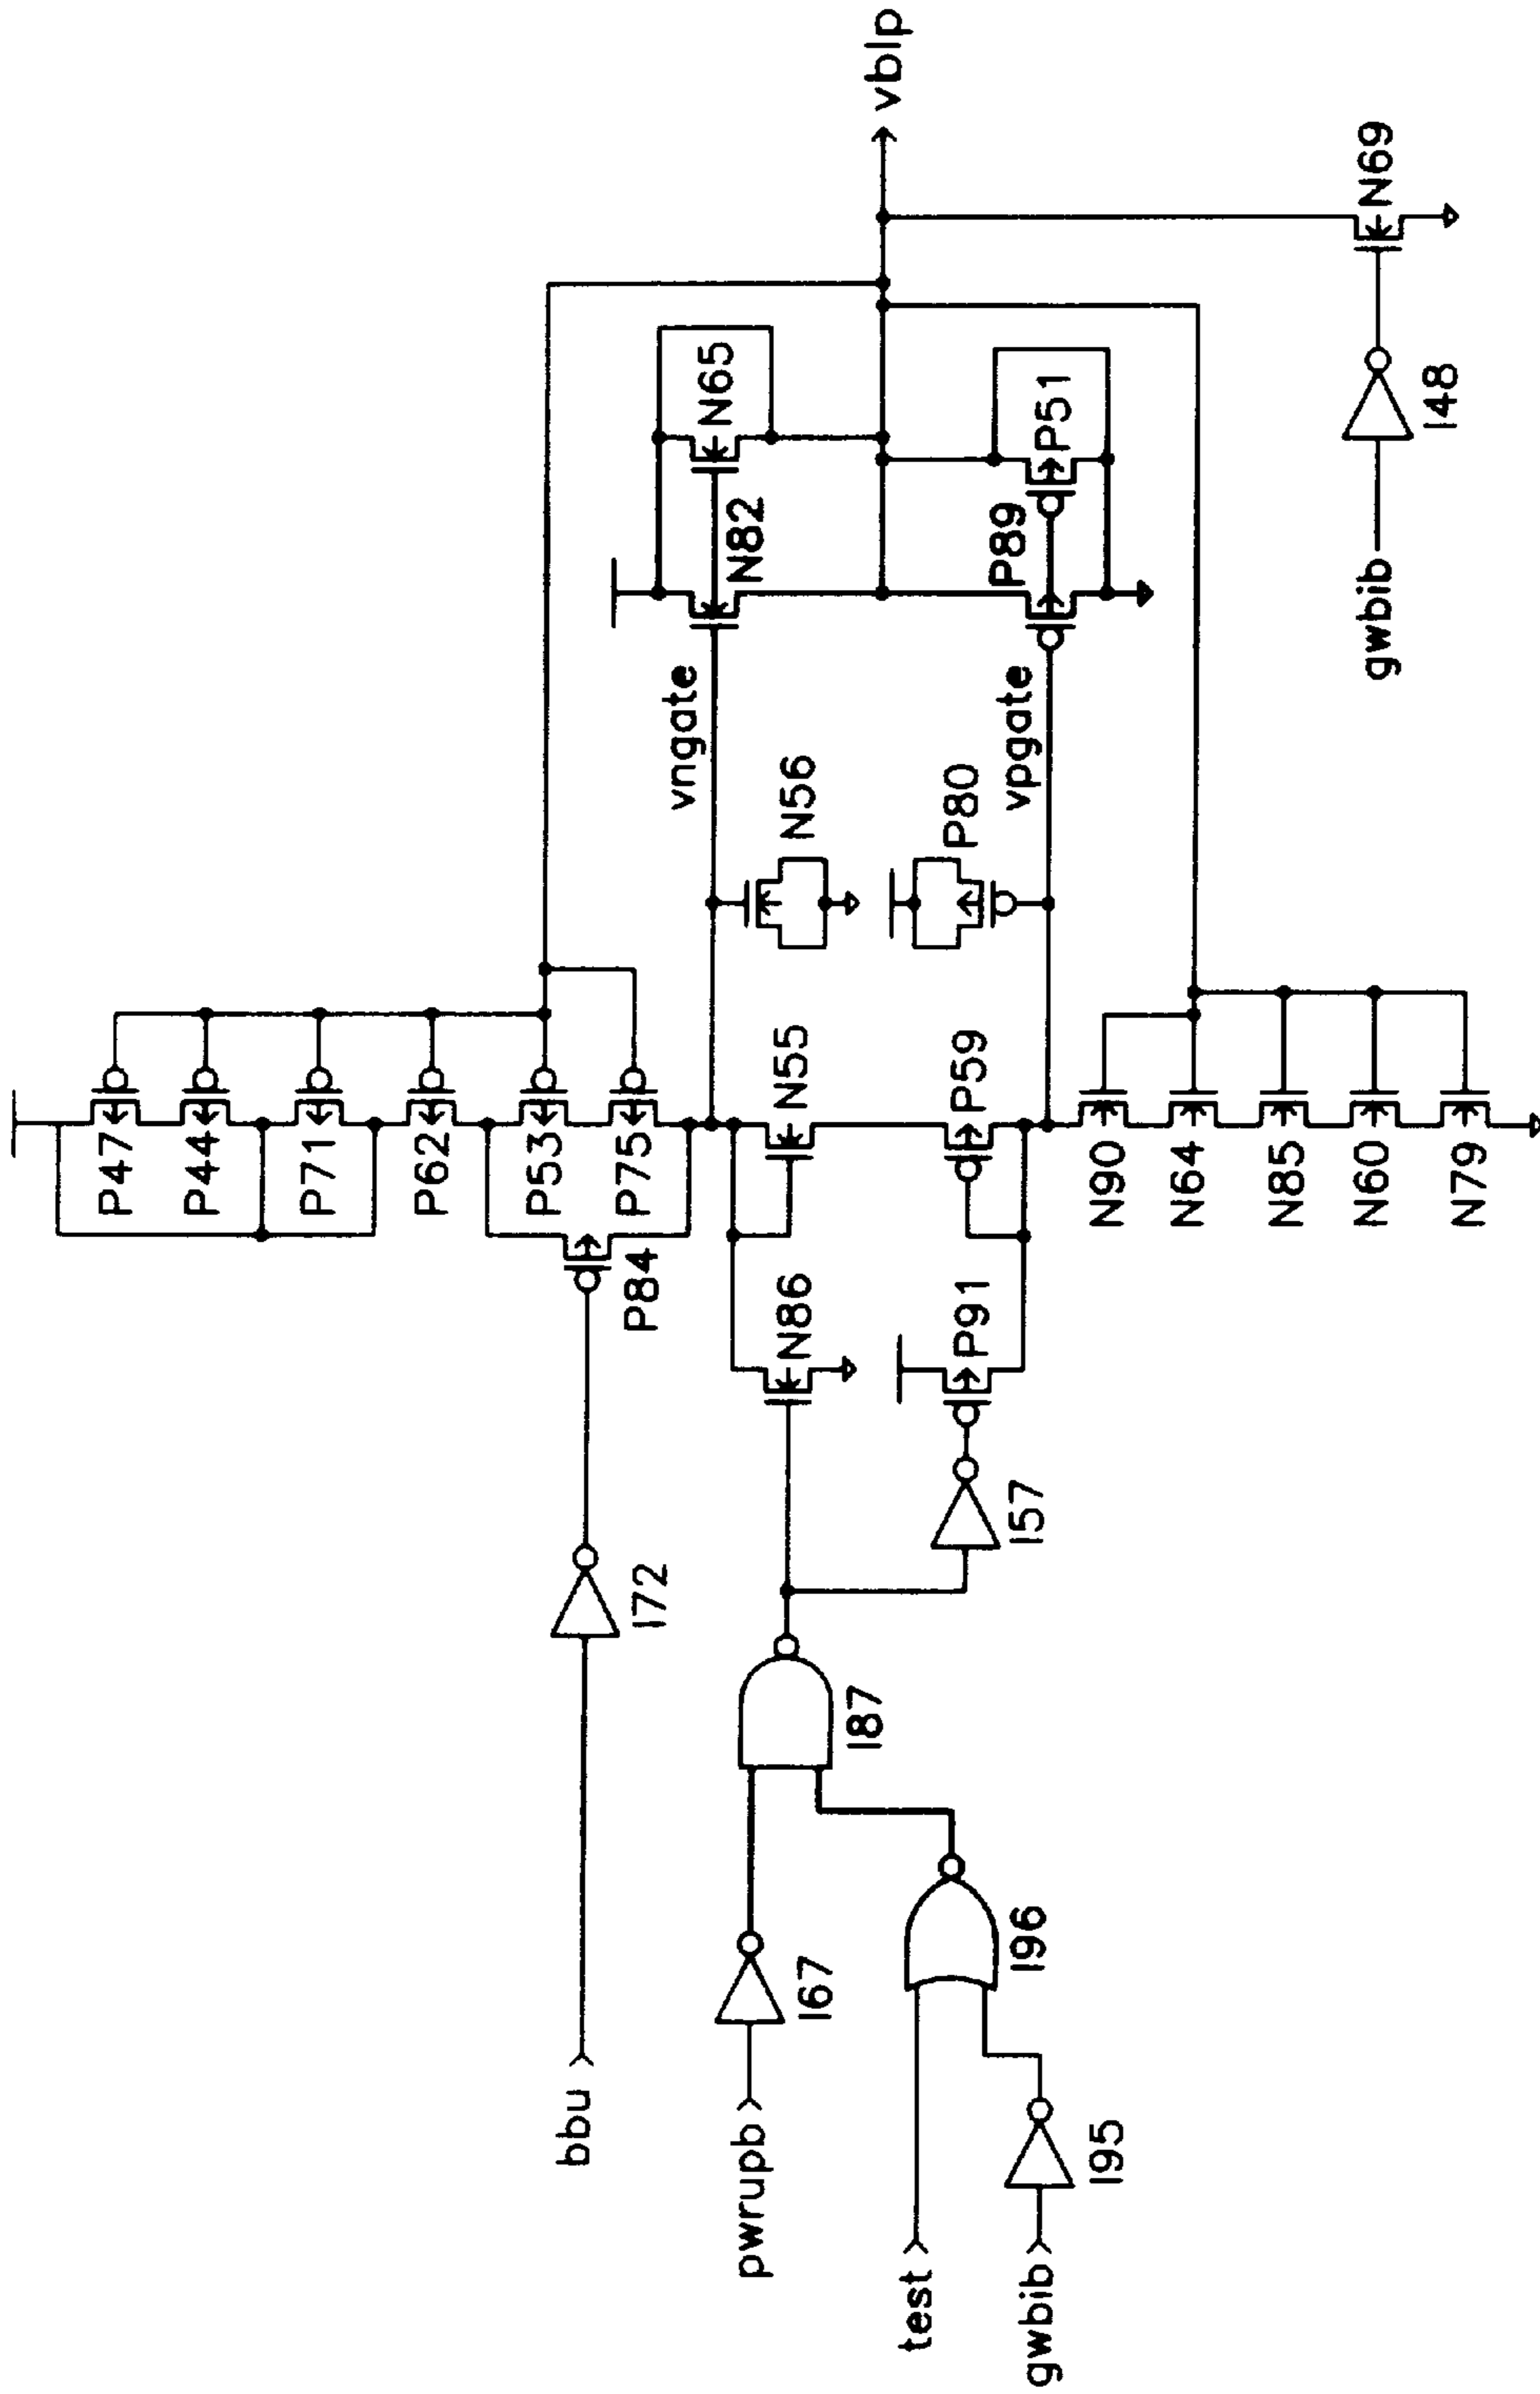 vblp
P47
P44
P71
P62
P53
P75
P84
I72
bbu
N65
N82
vngate
N56
N55
N86
I87
I67
pwrupb
P51
P89
vpgate
P80
P59
P91
I57
I96
test
I95
gwbib
N90
N64
N85
N60
N79
N69
I48
gwbib